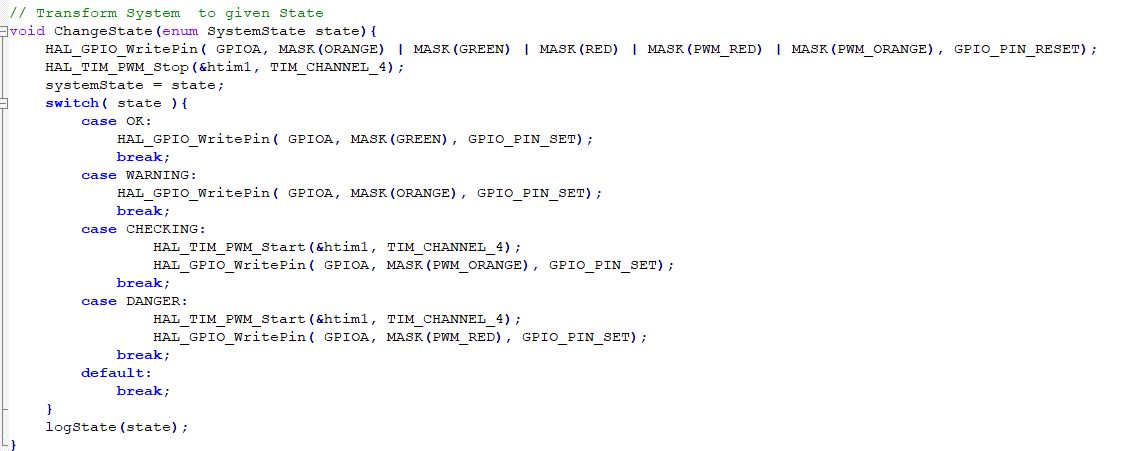 // Transform System  to given State
void ChangeState(enum SystemState state){
    HAL_GPIO_WritePin( GPIOA, MASK(ORANGE) | MASK(GREEN) | MASK(RED) | MASK(PWM_RED) | MASK(PWM_ORANGE), GPIO_PIN_RESET);
    HAL_TIM_PWM_Stop(&htim1, TIM_CHANNEL_4);
    systemState = state;
    switch( state ){
        case OK:
            HAL_GPIO_WritePin( GPIOA, MASK(GREEN), GPIO_PIN_SET);
            break;
        case WARNING:
            HAL_GPIO_WritePin( GPIOA, MASK(ORANGE), GPIO_PIN_SET);
            break;
        case CHECKING:
                HAL_TIM_PWM_Start(&htim1, TIM_CHANNEL_4);
                HAL_GPIO_WritePin( GPIOA, MASK(PWM_ORANGE), GPIO_PIN_SET);
            break;
        case DANGER:
                HAL_TIM_PWM_Start(&htim1, TIM_CHANNEL_4);
                HAL_GPIO_WritePin( GPIOA, MASK(PWM_RED), GPIO_PIN_SET);
            break;
        default:
            break;
    }
    logState(state);
}